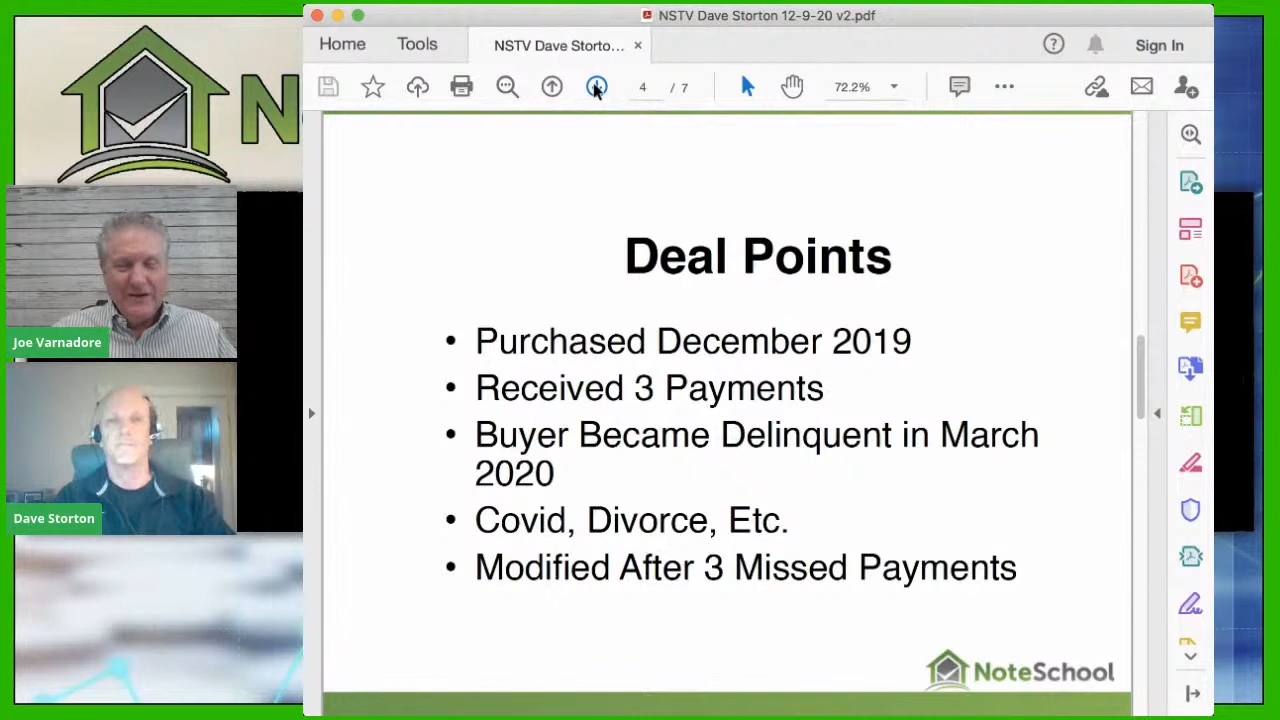 NSTV Dave Storton 12-9-20 v2.pdf
Home
Tools
NSTV Dave Storto... ×
Sign In
4 / 7
72.2%
N
Joe Varnadore
Dave Storton
Deal Points
• Purchased December 2019
• Received 3 Payments
• Buyer Became Delinquent in March
2020
• Covid, Divorce, Etc.
• Modified After 3 Missed Payments
NoteSchool